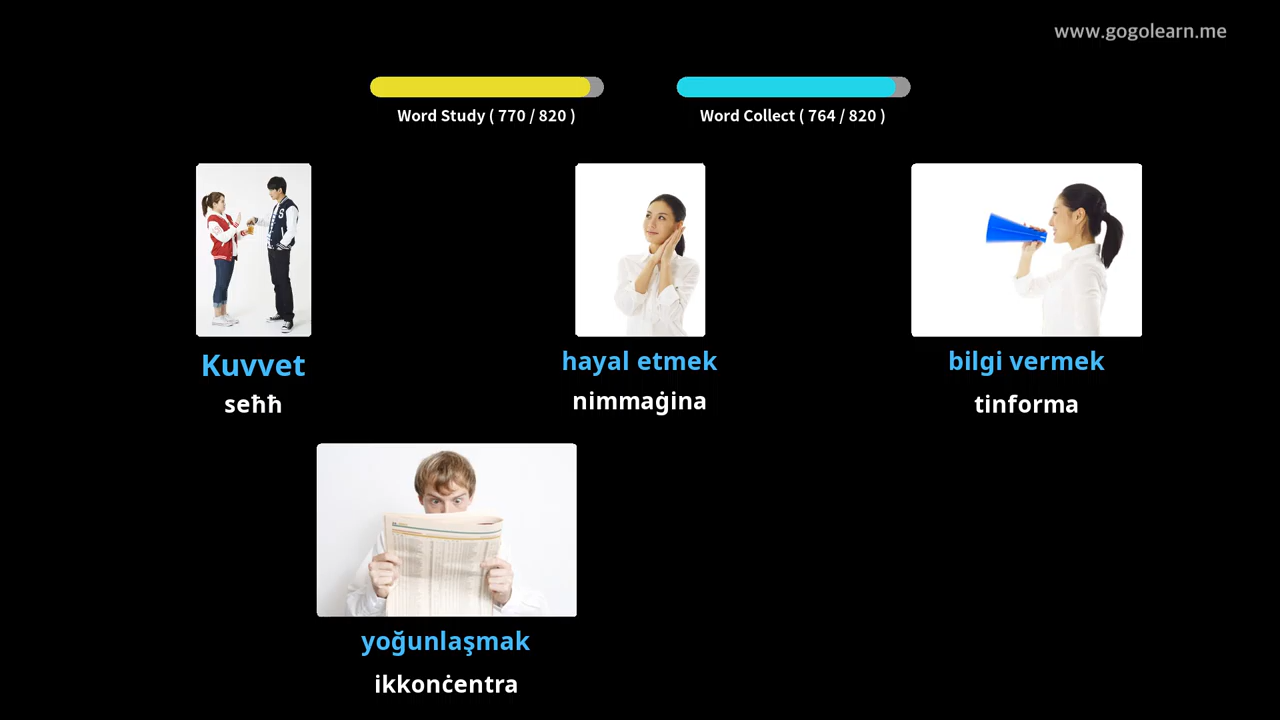 www.gogolearn.me
Word Study ( 770 / 820 )
Word Collect ( 764 / 820 )
Kuvvet
seħħ
hayal etmek
nimmaġina
bilgi vermek
tinforma
yoğunlaşmak
ikkonċentra